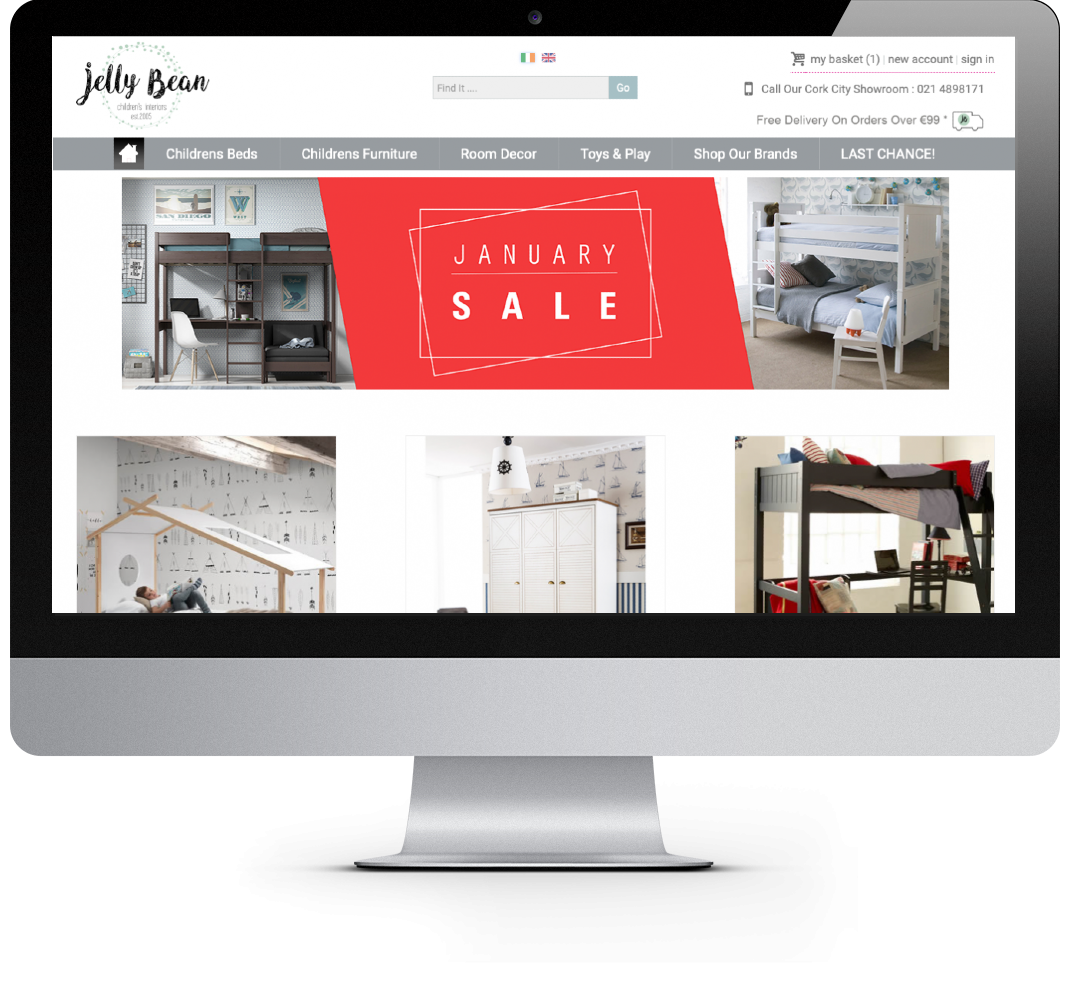 jelly Bean
children's interiors
est.2005
Find It ....
Go
my basket (1) | new account | sign in
Call Our Cork City Showroom : 021 4898171
Free Delivery On Orders Over €99 *
Childrens Beds
Childrens Furniture
Room Decor
Toys & Play
Shop Our Brands
LAST CHANCE!
SAN DIEGO
W
JANUARY
SALE